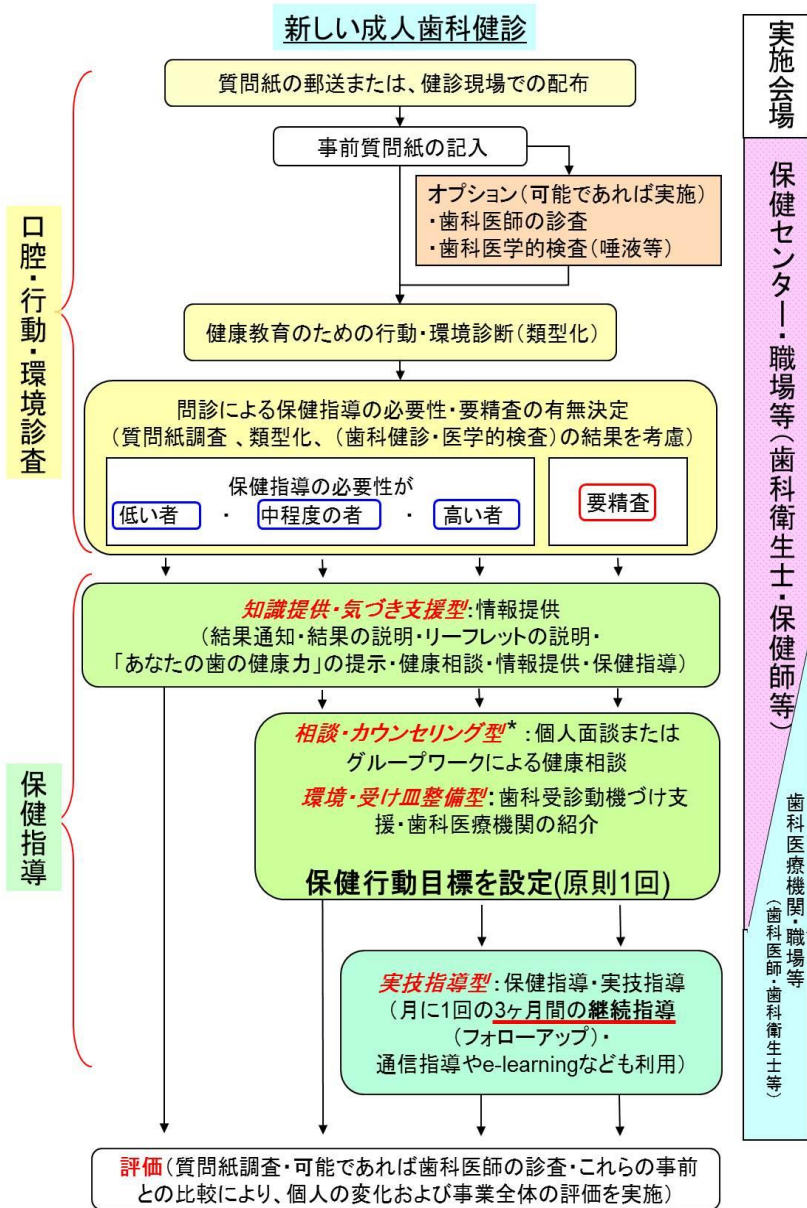 新しい成人歯科健診
実施会場
質問紙の郵送または、健診現場での配布
事前質問紙の記入
オプション(可能であれば実施)
・歯科医師の診査
・歯科医学的検査(唾液等)
口腔・行動・環境診査
健康教育のための行動・環境診断(類型化)
問診による保健指導の必要性・要精査の有無決定
(質問紙調査 、類型化、(歯科健診・医学的検査)の結果を考慮)
保健指導の必要性が
低い者 ・ 中程度の者 ・ 高い者
要精査
保健センター・職場等(歯科衛生士・保健師等)
知識提供・気づき支援型:情報提供
(結果通知・結果の説明・リーフレットの説明・
「あなたの歯の健康力」の提示・健康相談・情報提供・保健指導)
保健指導
相談・カウンセリング型*:個人面談または
グループワークによる健康相談
環境・受け皿整備型:歯科受診動機づけ支
援・歯科医療機関の紹介
保健行動目標を設定(原則1回)
歯科医療機関・職場等
(歯科医師・歯科衛生士等)
実技指導型:保健指導・実技指導
(月に1回の3ヶ月間の継続指導
(フォローアップ)・
通信指導やe-learningなども利用)
評価(質問紙調査・可能であれば歯科医師の診査・これらの事前
との比較により、個人の変化および事業全体の評価を実施)